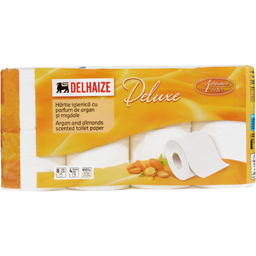 DELHAIZE
Deluxe
Hârtie igienică cu
parfum de argan
și migdale
Argan and almonds
scented toilet paper